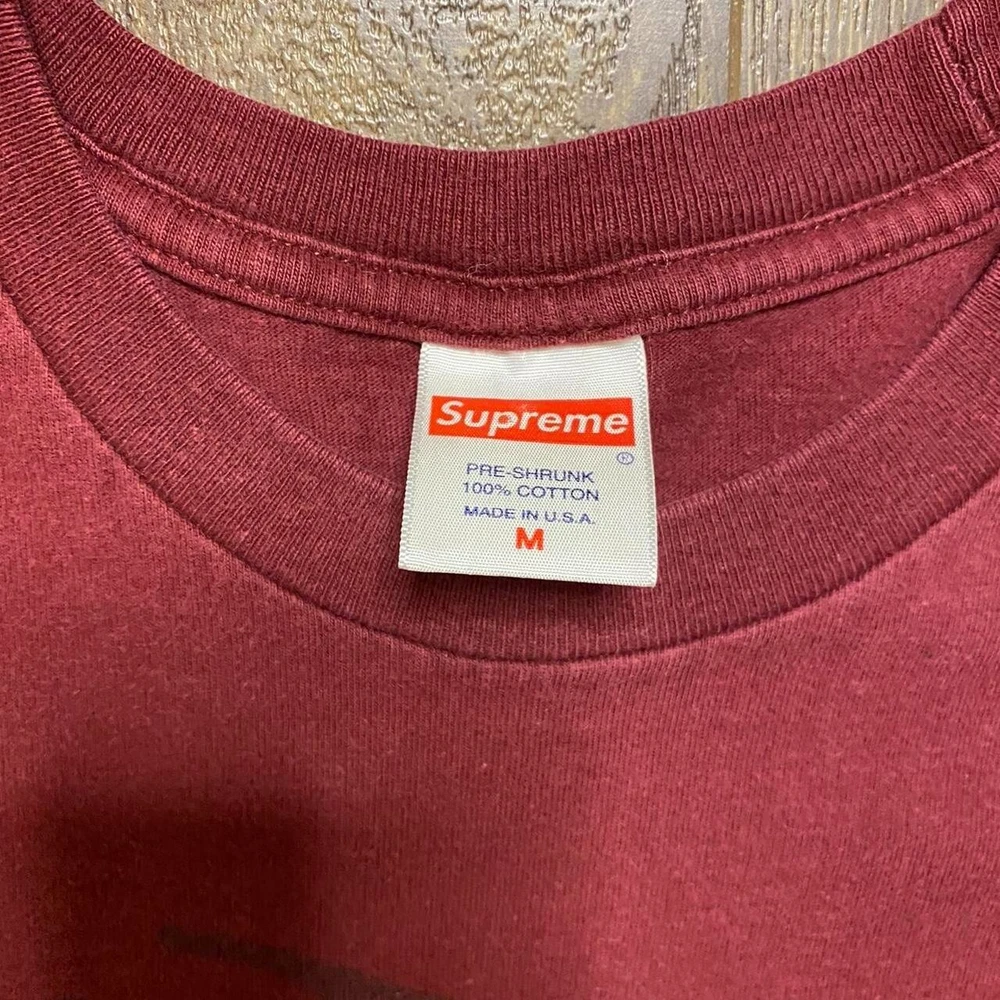 Supreme
®
PRE-SHRUNK
100% COTTON
MADE IN U.S.A.
M